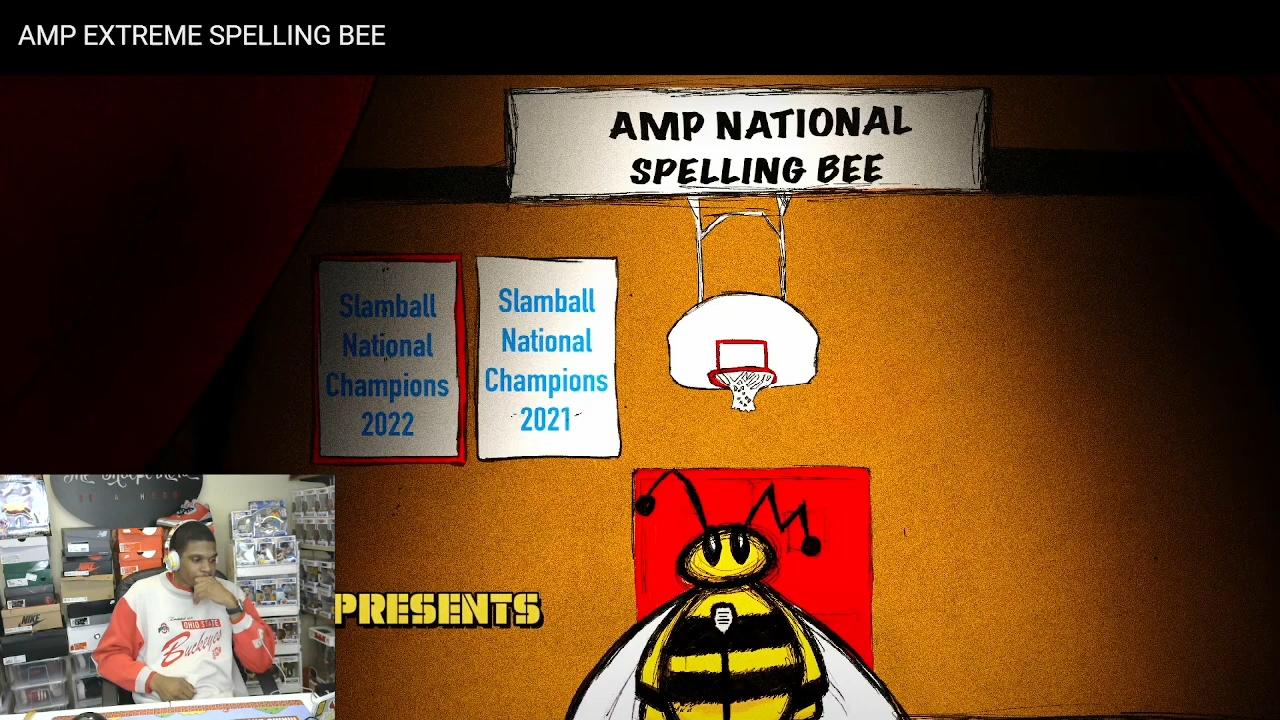 AMP EXTREME SPELLING BEE
AMP NATIONAL
SPELLING BEE
Slamball
National
Champions
2022
Slamball
National
Champions
2021
PRESENTS
OHIO STATE
Buckeyes
NIKE